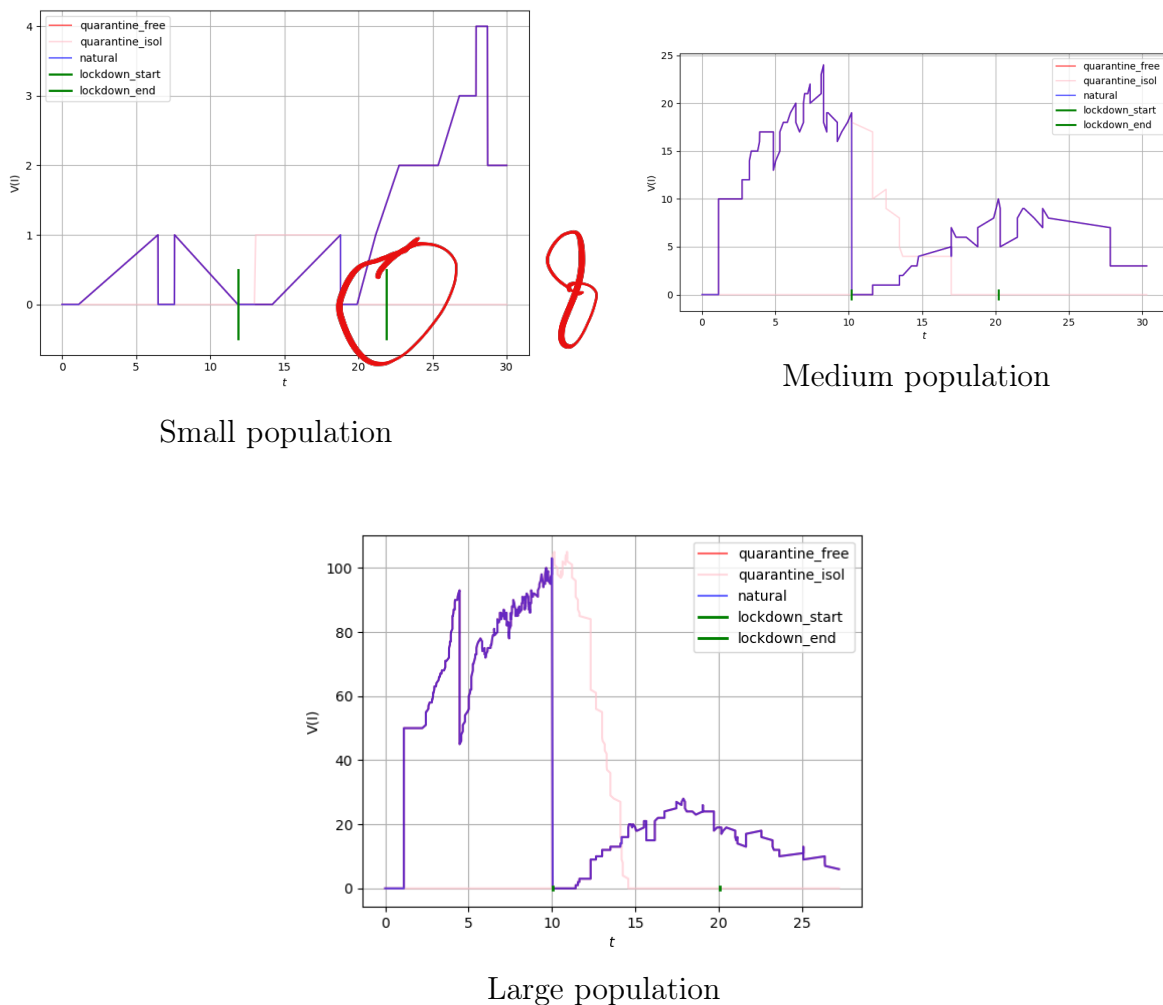 4
3
2
1
0
V(I)
quarantine_free
quarantine_isol
natural
lockdown_start
lockdown_end
0 5 10 15 20 25 30
t
Small population
25
20
15
10
5
0
V(I)
quarantine_free
quarantine_isol
natural
lockdown_start
lockdown_end
0 5 10 15 20 25 30
t
Medium population
8
100
80
60
40
20
0
V(I)
quarantine_free
quarantine_isol
natural
lockdown_start
lockdown_end
0 5 10 15 20 25
t
Large population